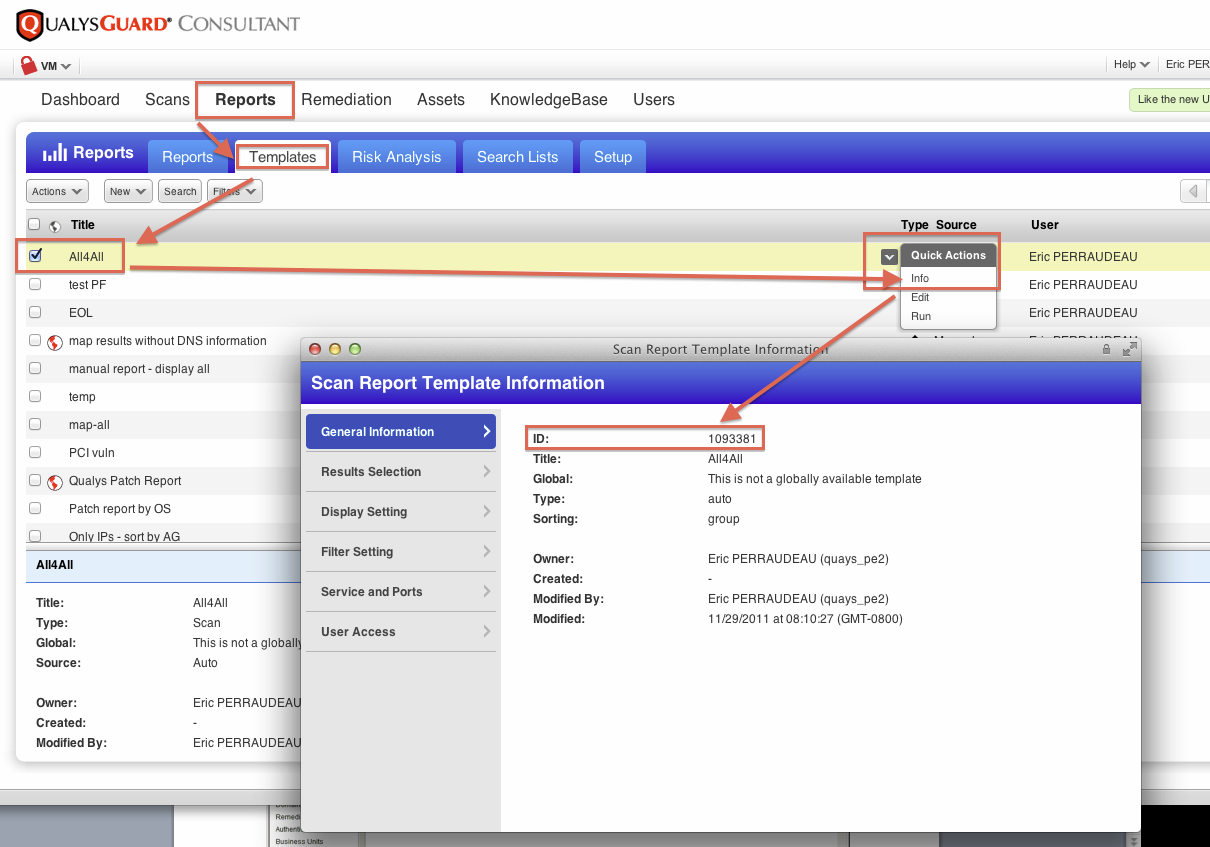 QUALYSGUARD® CONSULTANT
VM
Help
Eric PER
Dashboard Scans Reports Remediation Assets KnowledgeBase Users
Like the new U
Reports Reports Templates Risk Analysis Search Lists Setup
Actions New Search Filters
Title Type Source User
All4All Quick Actions Eric PERRAUDEAU
Info
test PF Eric PERRAUDEAU
Edit
EOL Eric PERRAUDEAU
Run
map results without DNS information
manual report - display all
temp
map-all
PCI vuln
Qualys Patch Report
Patch report by OS
Only IPs - sort by AG
All4All
Title: All4All
Type: Scan
Global: This is not a globally
Source: Auto
Owner: Eric PERRAUDEAU
Created: -
Modified By: Eric PERRAUDEAU
Scan Report Template Information
Scan Report Template Information
General Information
Results Selection
Display Setting
Filter Setting
Service and Ports
User Access
ID: 1093381
Title: All4All
Global: This is not a globally available template
Type: auto
Sorting: group
Owner: Eric PERRAUDEAU (quays_pe2)
Created: -
Modified By: Eric PERRAUDEAU (quays_pe2)
Modified: 11/29/2011 at 08:10:27 (GMT-0800)
Remedi
Authenti
Business Units